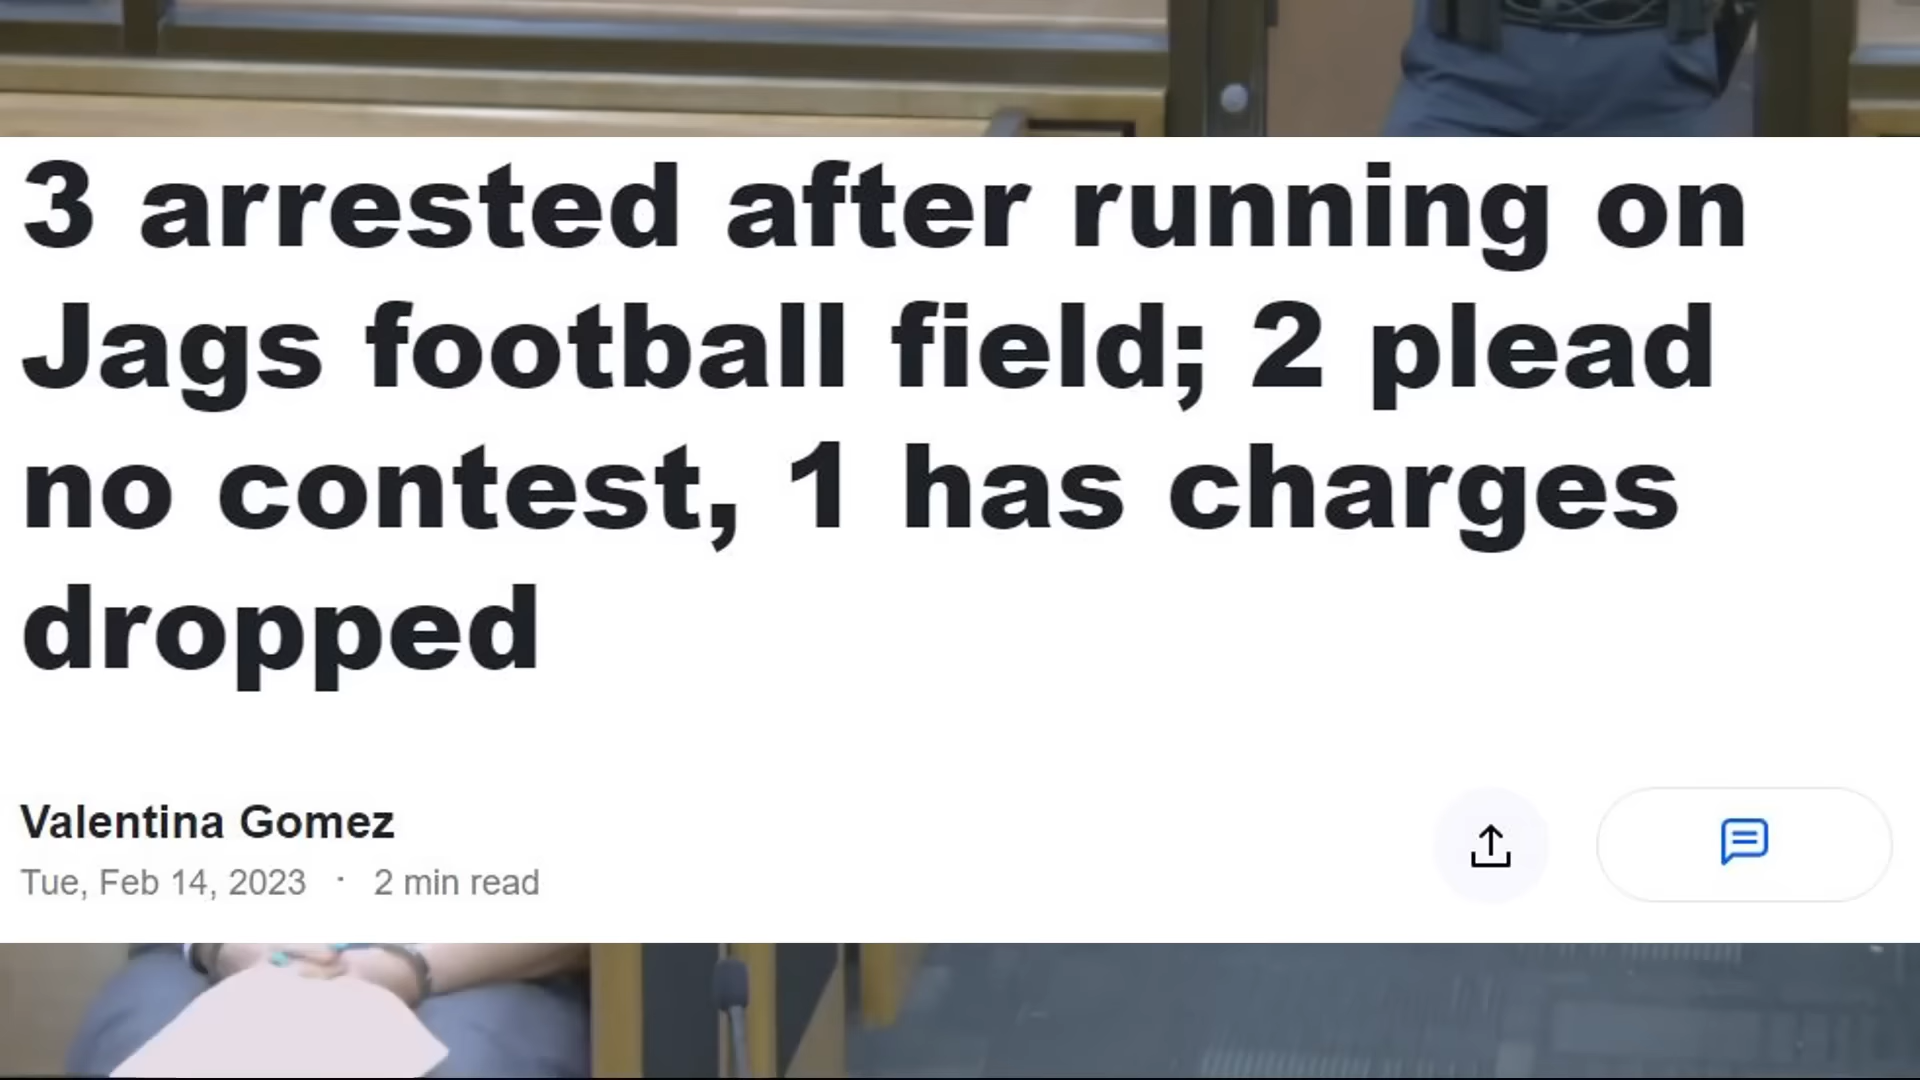 3 arrested after running on
Jags football field; 2 plead
no contest, 1 has charges
dropped
Valentina Gomez
Tue, Feb 14, 2023 · 2 min read